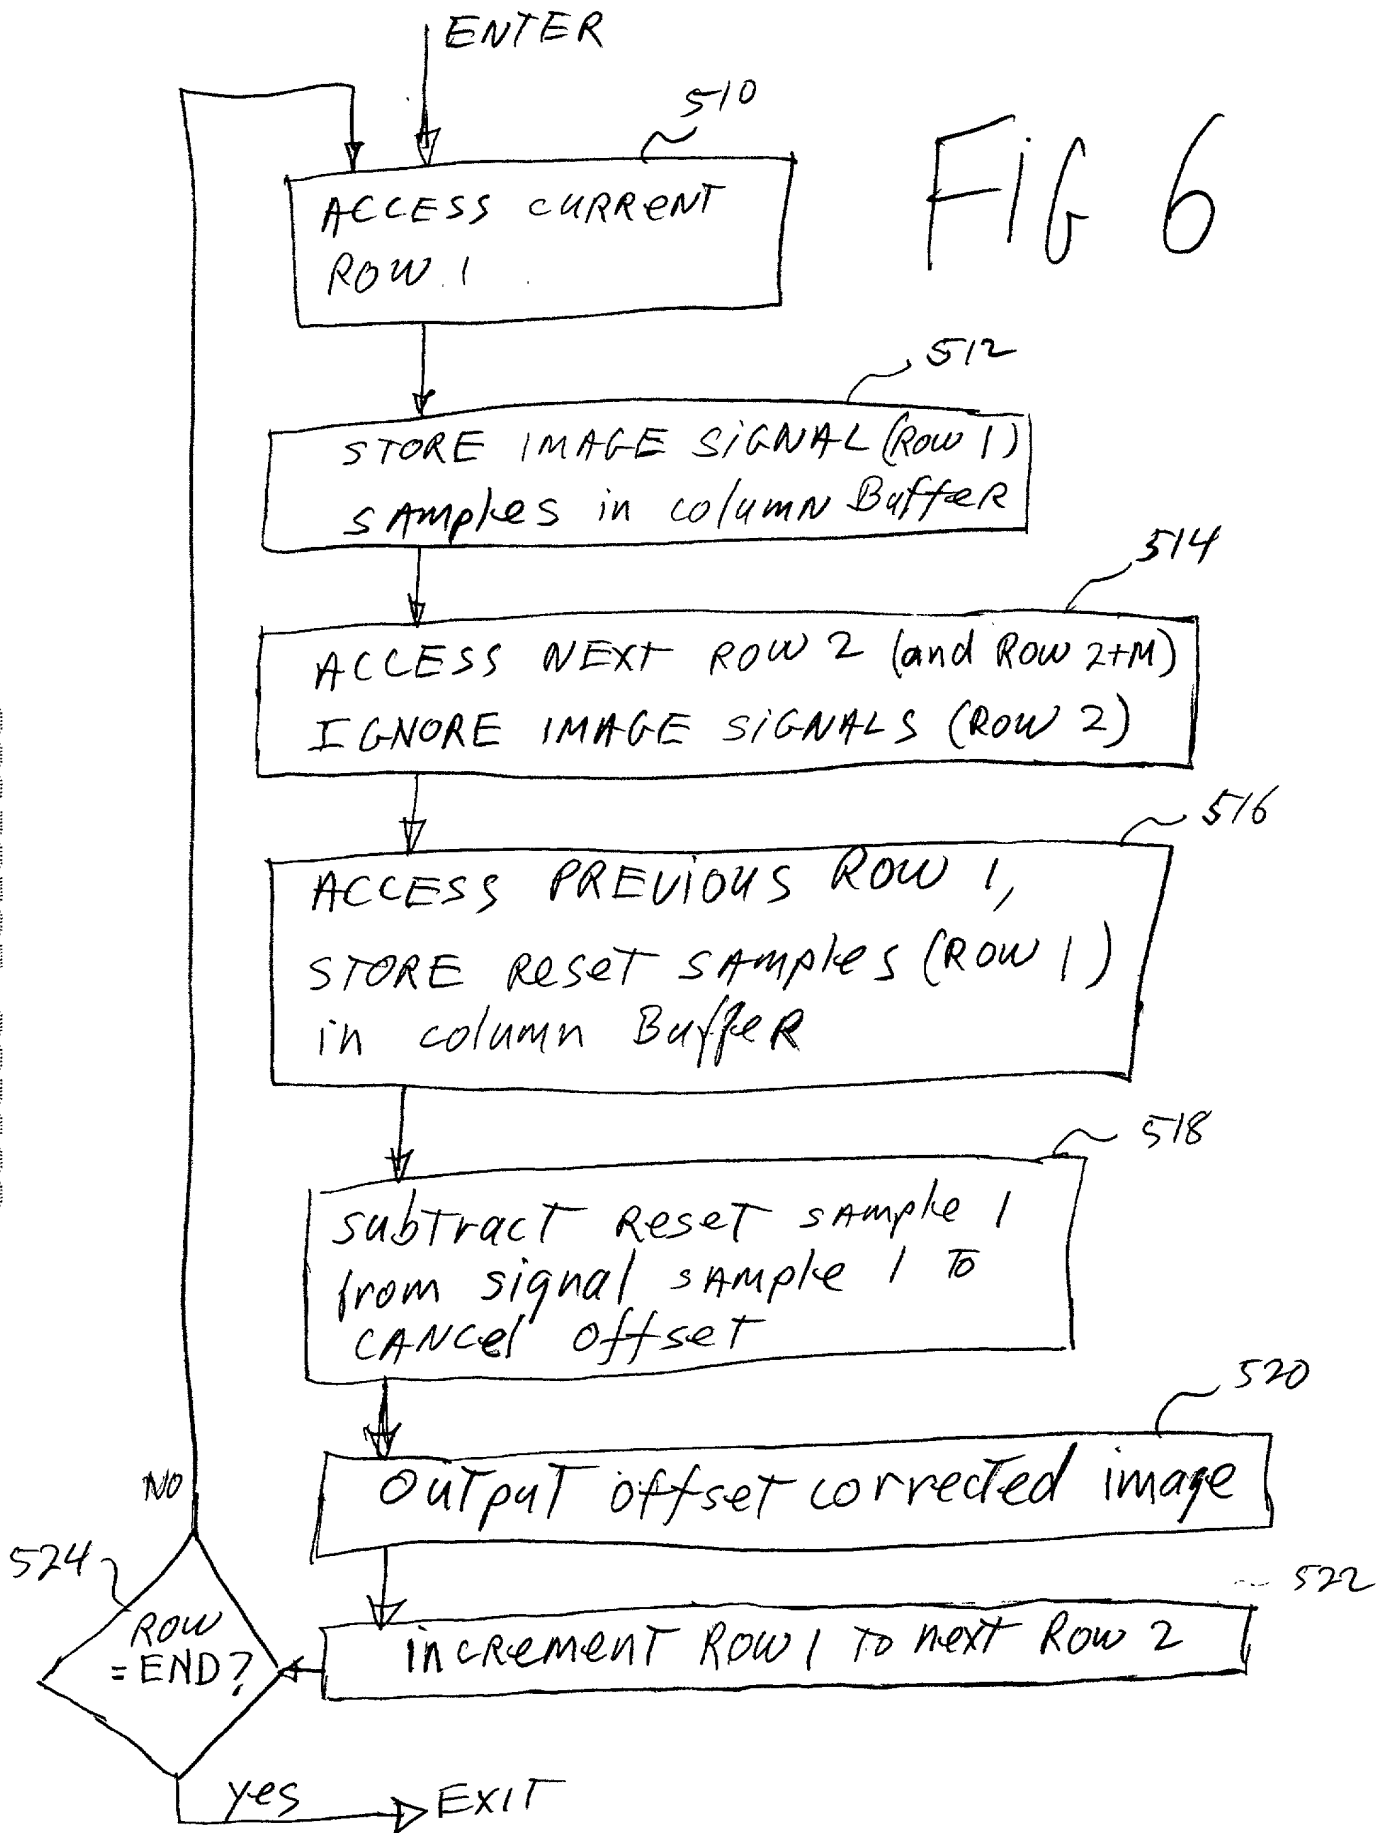 ENTER
510
FIG 6
ACCESS CURRENT
ROW 1
512
STORE IMAGE SIGNAL (ROW 1)
SAMPLES in column Buffer
514
ACCESS NEXT ROW 2 (and ROW 2+M)
IGNORE IMAGE SIGNALS (ROW 2)
516
ACCESS PREVIOUS ROW 1,
STORE Reset SAMPLES (ROW 1)
in column Buffer
518
SUBTRACT RESET SAMPLE 1
from signal SAMPLE 1 TO
CANCEL OFFSET
520
OUTPUT offset corrected image
NO
524
522
ROW
=END?
INCREMENT ROW 1 TO next ROW 2
yes
EXIT